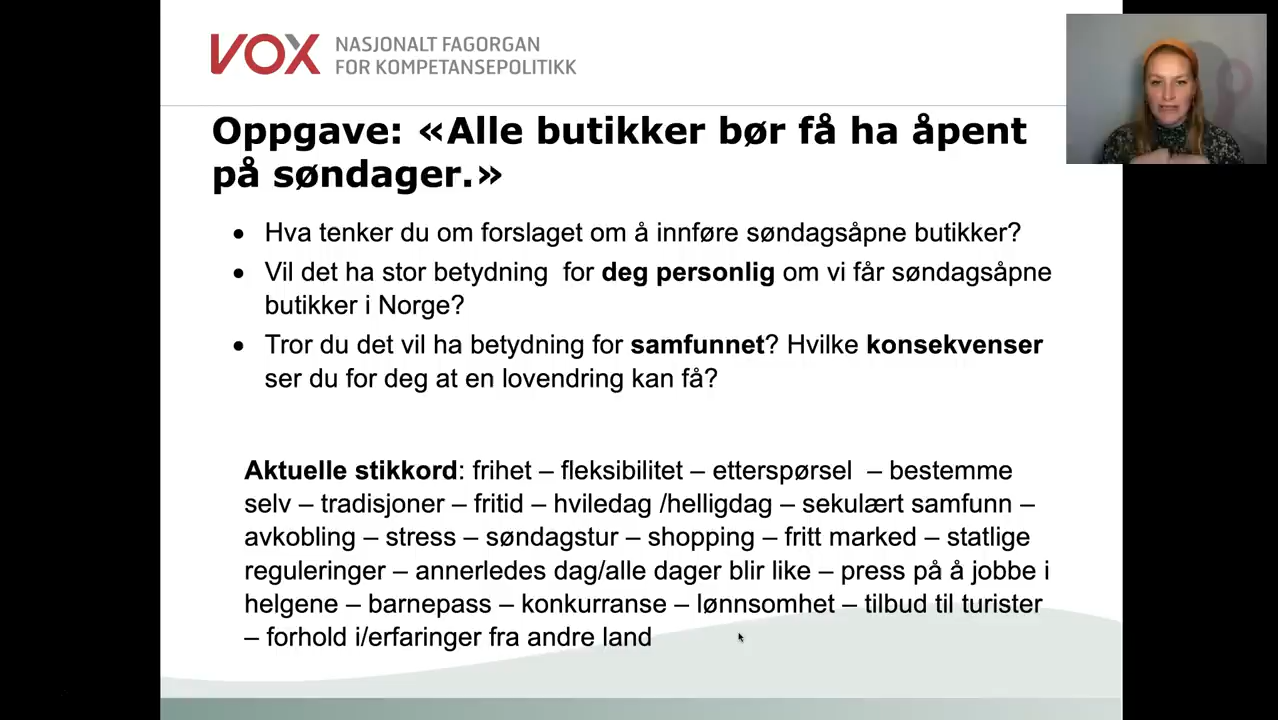 VOX NASJONALT FAGORGAN
FOR KOMPETANSEPOLITIKK
Oppgave: «Alle butikker bør få ha åpent
på søndager.»
• Hva tenker du om forslaget om å innføre søndagsåpne butikker?
• Vil det ha stor betydning for deg personlig om vi får søndagsåpne
butikker i Norge?
• Tror du det vil ha betydning for samfunnet? Hvilke konsekvenser
ser du for deg at en lovendring kan få?
Aktuelle stikkord: frihet – fleksibilitet – etterspørsel – bestemme
selv – tradisjoner – fritid – hviledag /helligdag – sekulært samfunn –
avkobling – stress – søndagstur – shopping – fritt marked – statlige
reguleringer – annerledes dag/alle dager blir like – press på å jobbe i
helgene – barnepass – konkurranse – lønnsomhet – tilbud til turister
– forhold i/erfaringer fra andre land